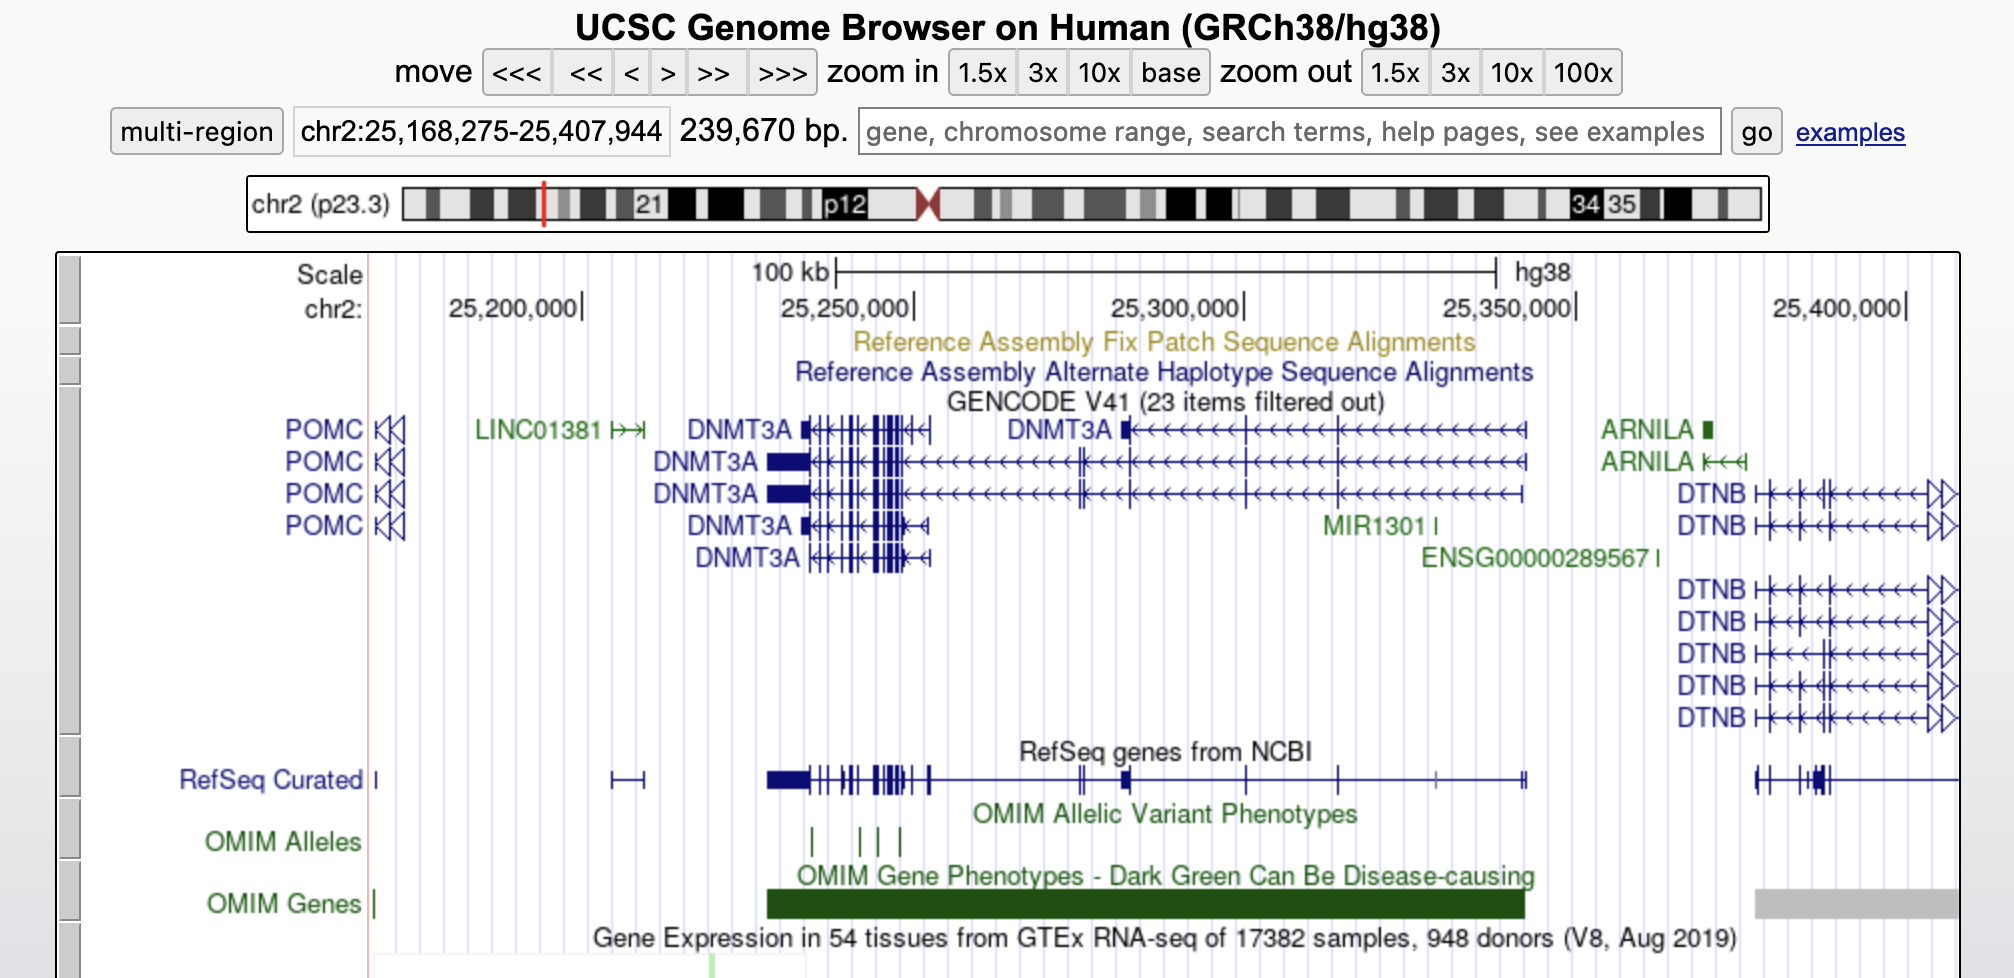 UCSC Genome Browser on Human (GRCh38/hg38)
move <<< << < > >> >>> zoom in 1.5x 3x 10x base zoom out 1.5x 3x 10x 100x
multi-region chr2:25,168,275-25,407,944 239,670 bp. gene, chromosome range, search terms, help pages, see examples go examples
chr2 (p23.3) 21 p12 34 35
Scale 100 kb hg38
chr2: 25,200,000 25,250,000 25,300,000 25,350,000 25,400,000
Reference Assembly Fix Patch Sequence Alignments
Reference Assembly Alternate Haplotype Sequence Alignments
GENCODE V41 (23 items filtered out)
POMC LINC01381 DNMT3A DNMT3A ARNILA
POMC DNMT3A ARNILA
POMC DNMT3A DTNB
POMC DNMT3A MIR1301 DTNB
DNMT3A ENSG00000289567
DTNB
DTNB
DTNB
DTNB
DTNB
RefSeq genes from NCBI
RefSeq Curated
OMIM Allelic Variant Phenotypes
OMIM Alleles
OMIM Gene Phenotypes - Dark Green Can Be Disease-causing
OMIM Genes
Gene Expression in 54 tissues from GTEx RNA-seq of 17382 samples, 948 donors (V8, Aug 2019)